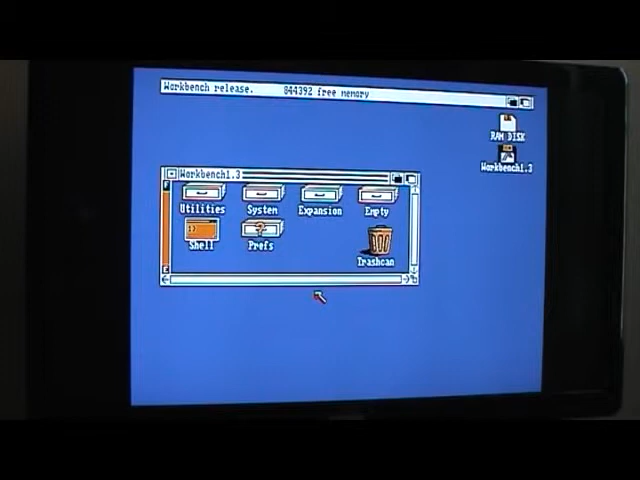 Workbench release.    844392 free memory
RAM DISK
Workbench1.3
Workbench1.3
Utilities System Expansion Empty
Shell Prefs
Trashcan